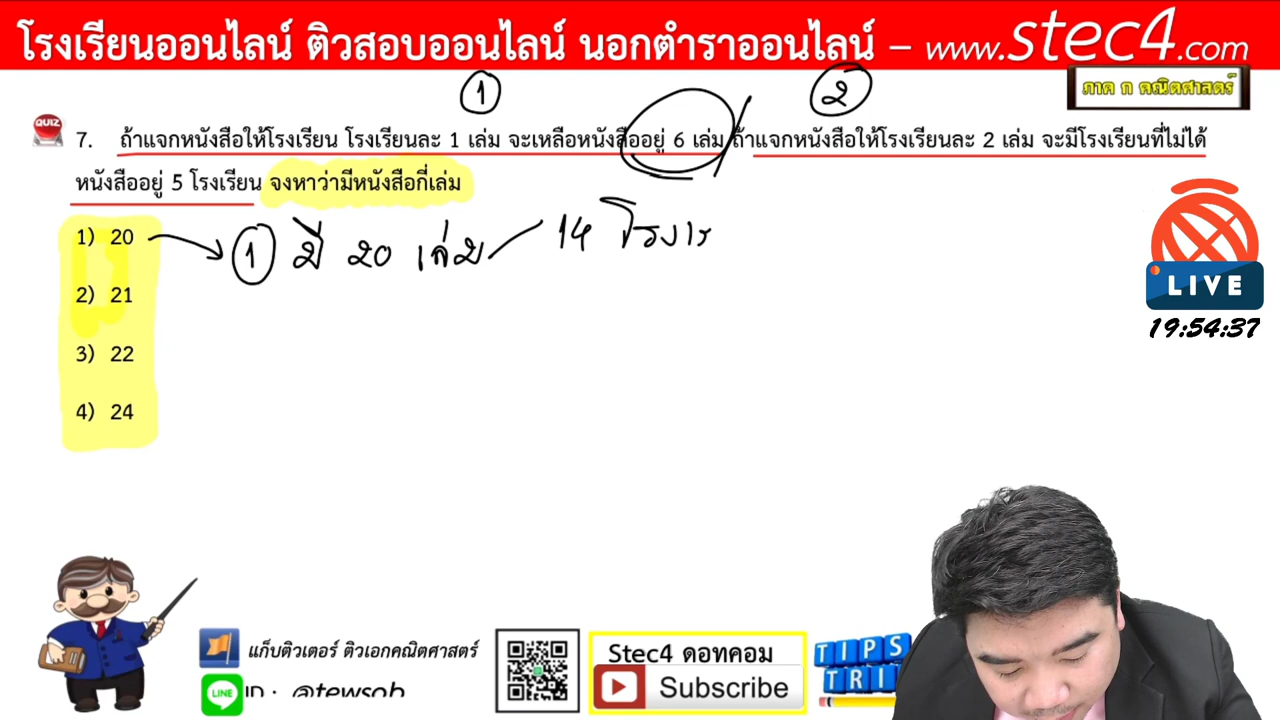 โรงเรียนออนไลน์ ติวสอบออนไลน์ นอกตำราออนไลน์ – www.stec4.com
ภาค ก คณิตศาสตร์
1 2
QUIZ
7. ถ้าแจกหนังสือให้โรงเรียน โรงเรียนละ 1 เล่ม จะเหลือหนังสืออยู่ 6 เล่ม ถ้าแจกหนังสือให้โรงเรียนละ 2 เล่ม จะมีโรงเรียนที่ไม่ได้
หนังสืออยู่ 5 โรงเรียน จงหาว่ามีหนังสือกี่เล่ม
1) 20
1 มี 20 เล่ม 14 โรงเร
2) 21
3) 22
4) 24
LIVE
19:54:37
แก็บติวเตอร์ ติวเอกคณิตศาสตร์
LINE ID : @tewsob
Stec4 ดอทคอม
Subscribe
TIPS
TRI